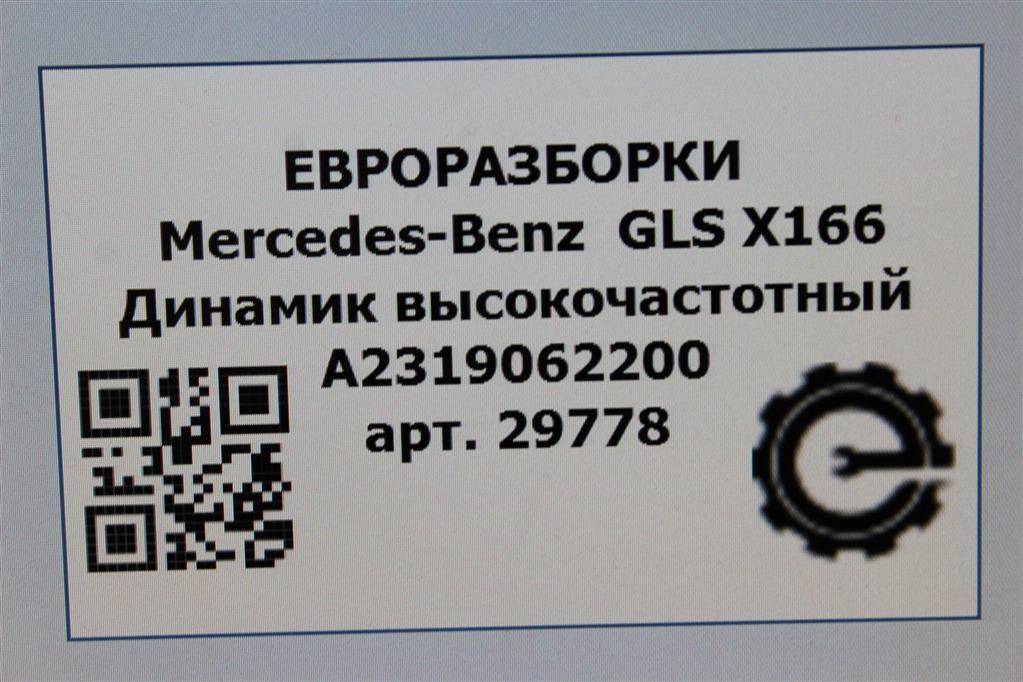 ЕВРОРАЗБОРКИ
Mercedes-Benz GLS X166
Динамик высокочастотный
A2319062200
арт. 29778